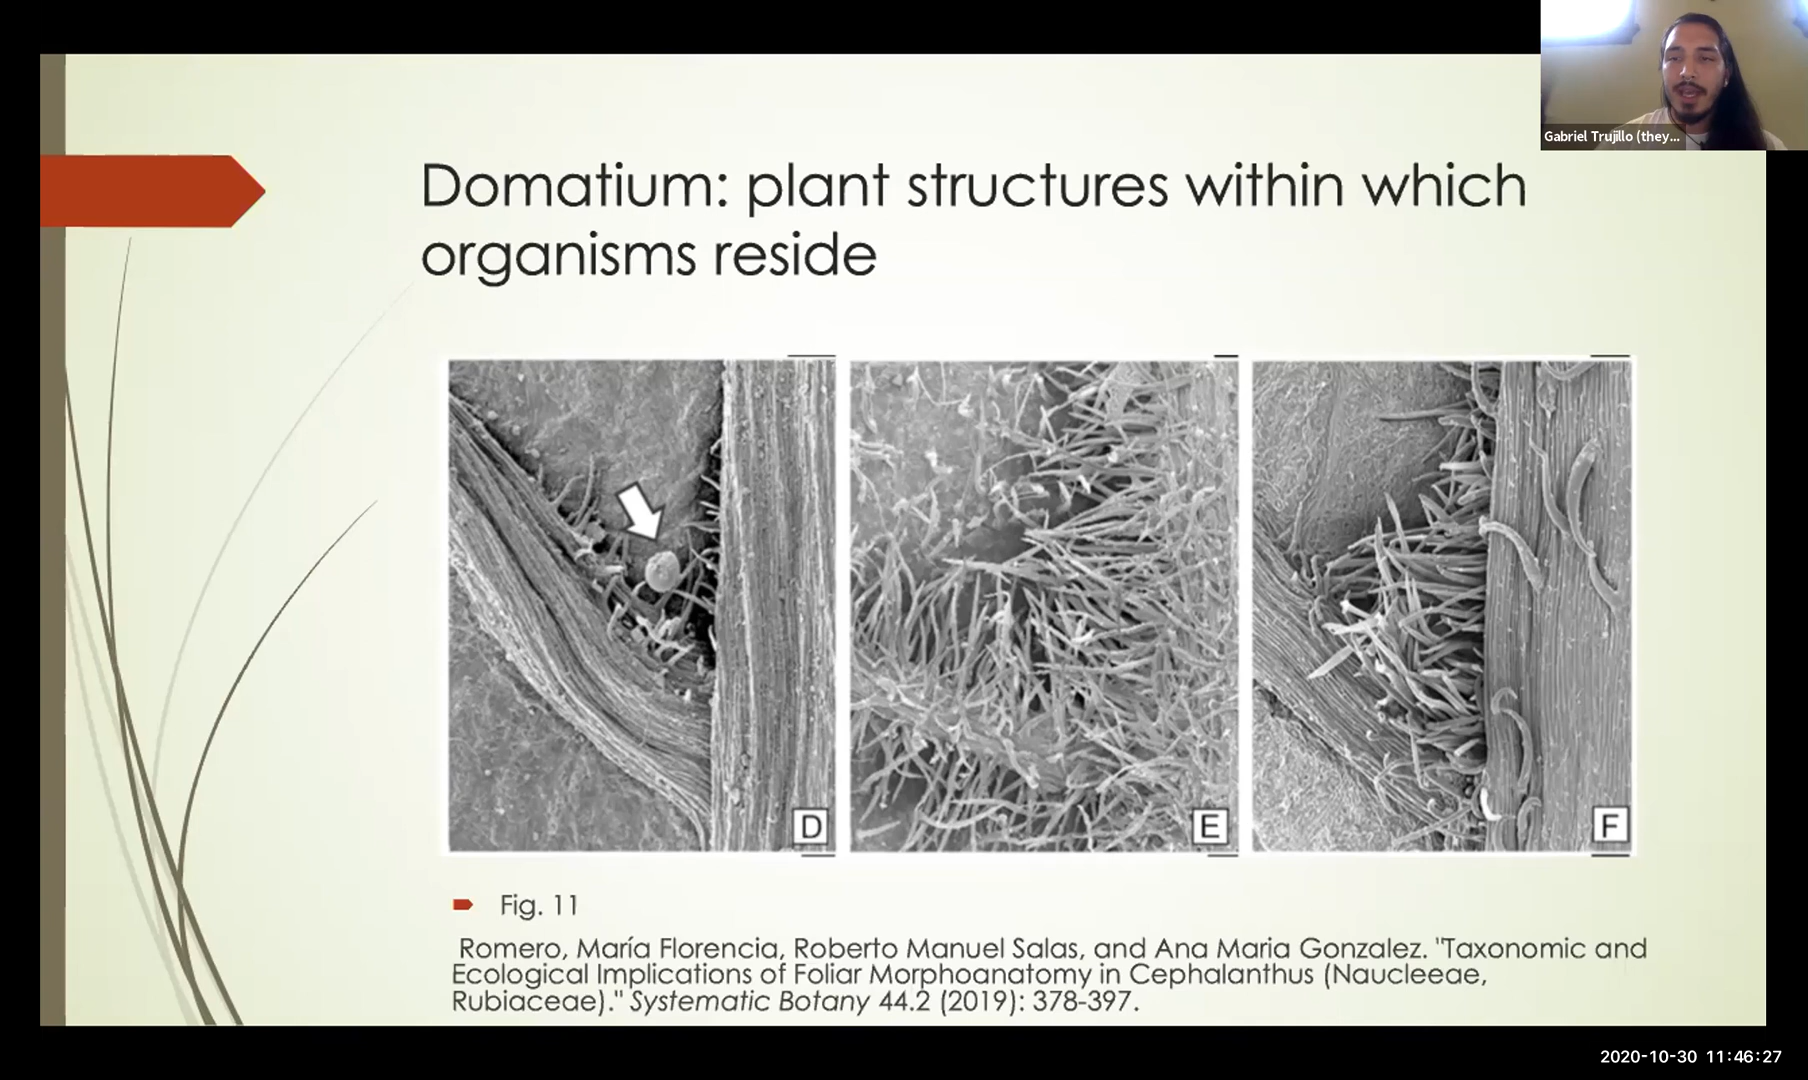 Gabriel Trujillo (they...
Domatium: plant structures within which
organisms reside
D
E
F
Fig. 11
Romero, María Florencia, Roberto Manuel Salas, and Ana Maria Gonzalez. "Taxonomic and
Ecological Implications of Foliar Morphoanatomy in Cephalanthus (Naucleeae,
Rubiaceae)." Systematic Botany 44.2 (2019): 378-397.
2020-10-30 11:46:27